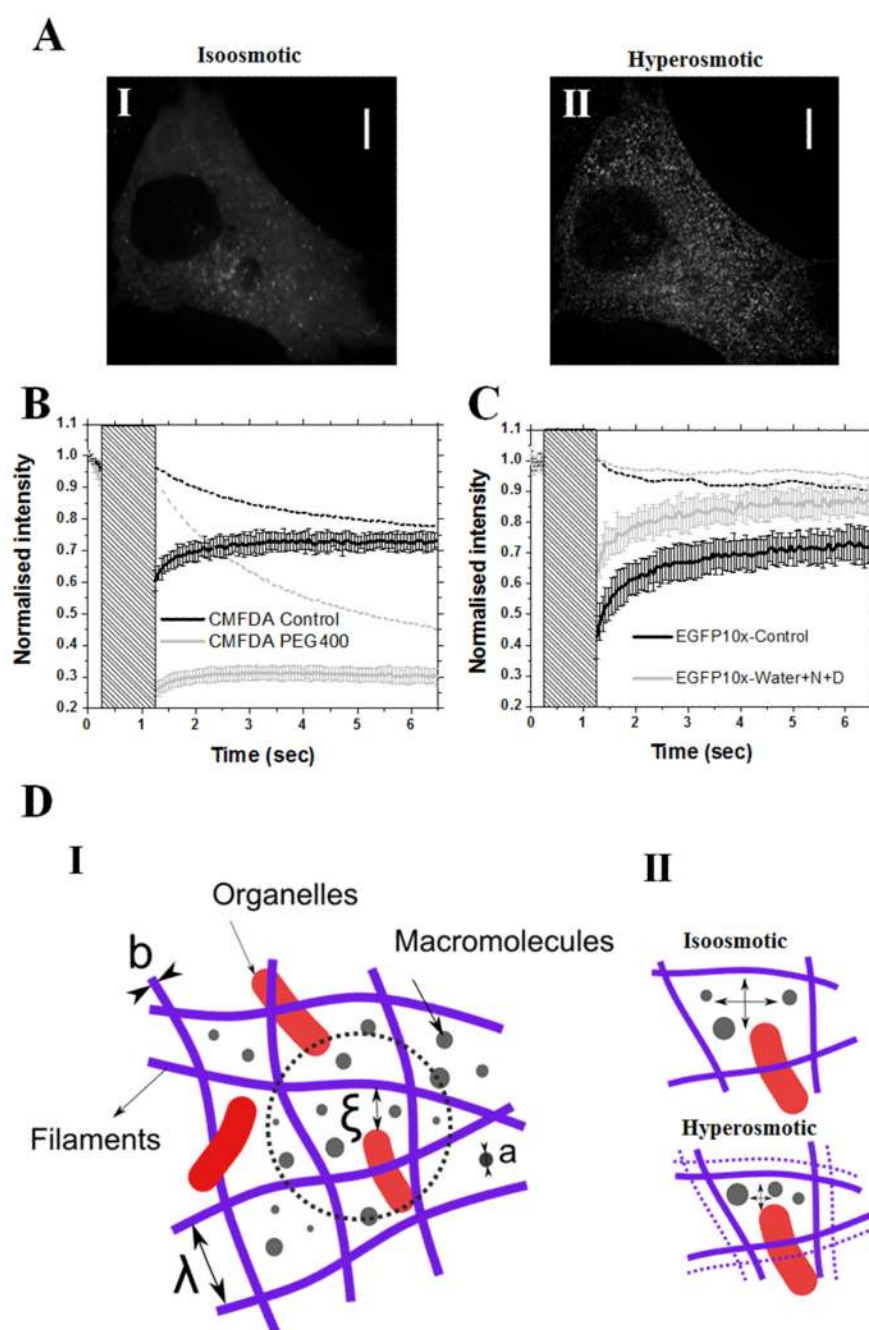 A
Isoosmotic
Hyperosmotic
I
II
B
C
Normalised intensity
1.1
1.0
0.9
0.8
0.7
0.6
0.5
0.4
0.3
0.2
CMFDA Control
CMFDA PEG400
0 1 2 3 4 5 6
Time (sec)
Normalised intensity
1.1
1.0
0.9
0.8
0.7
0.6
0.5
0.4
0.3
0.2
EGFP10x-Control
EGFP10x-Water+N+D
0 1 2 3 4 5 6
Time (sec)
D
I
II
Organelles
Macromolecules
b
Filaments
ξ
a
λ
Isoosmotic
Hyperosmotic